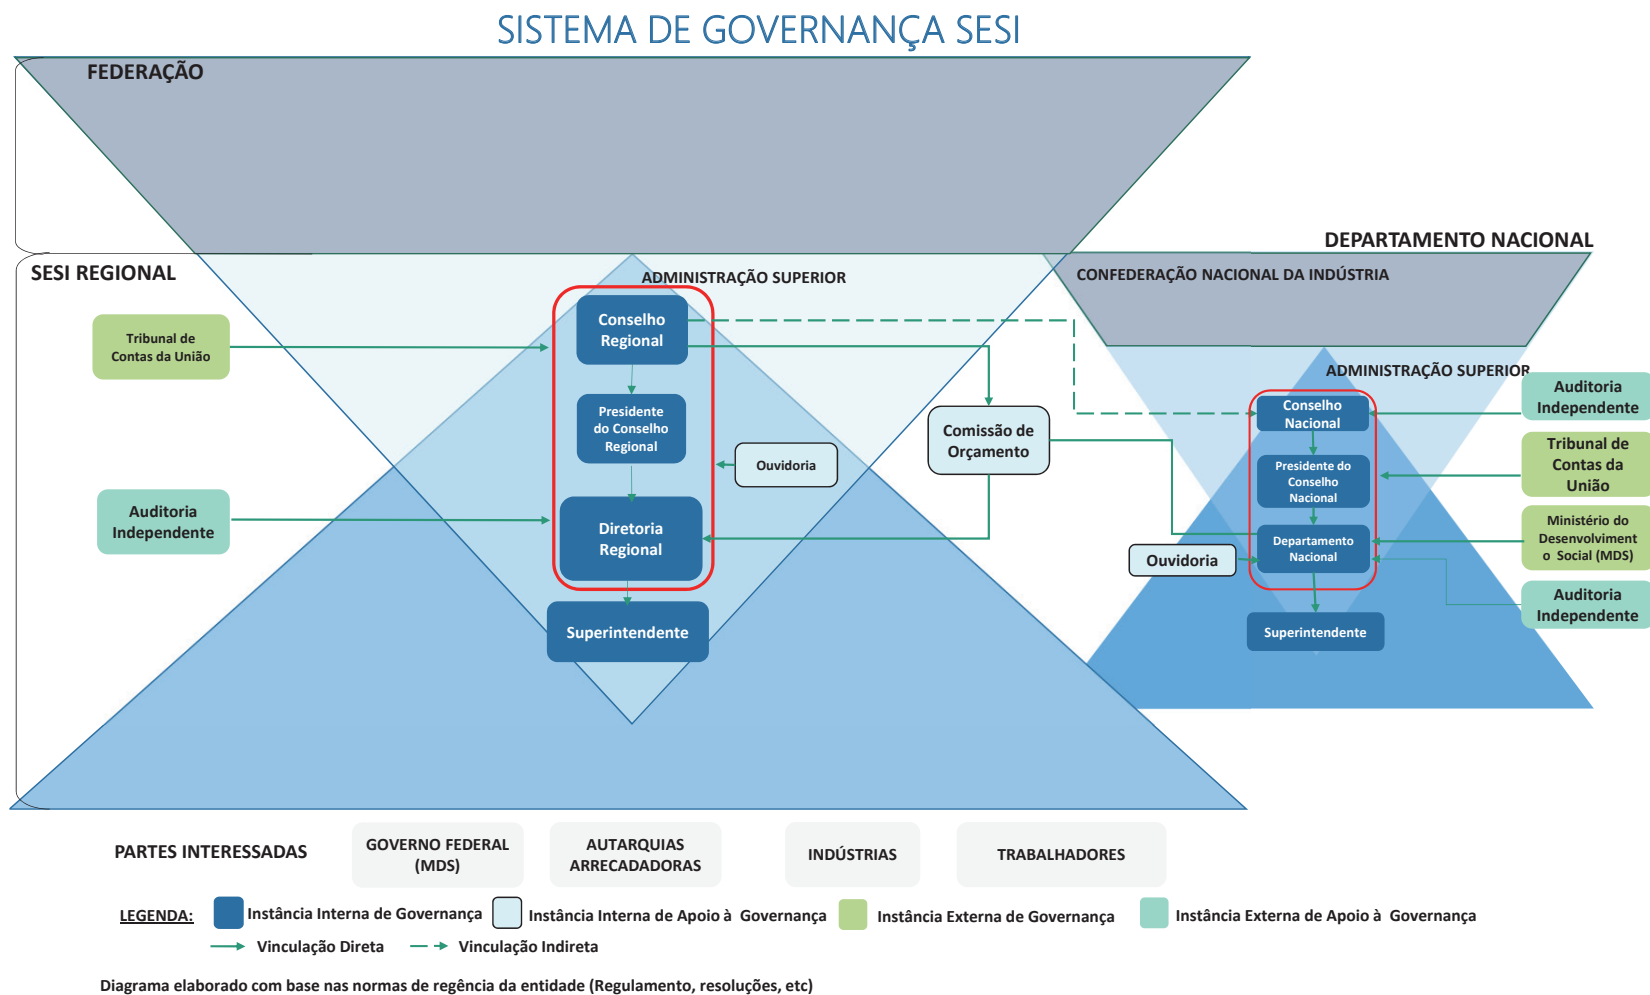 SISTEMA DE GOVERNANÇA SESI
FEDERAÇÃO
DEPARTAMENTO NACIONAL
SESI REGIONAL
ADMINISTRAÇÃO SUPERIOR
CONFEDERAÇÃO NACIONAL DA INDÚSTRIA
Tribunal de
Contas da União
Conselho
Regional
Presidente
do Conselho
Regional
Ouvidoria
Auditoria
Independente
Diretoria
Regional
Superintendente
Comissão de
Orçamento
ADMINISTRAÇÃO SUPERIOR
Conselho
Nacional
Presidente do
Conselho
Nacional
Departamento
Nacional
Ouvidoria
Superintendente
Auditoria
Independente
Tribunal de
Contas da
União
Ministério do
Desenvolviment
o Social (MDS)
Auditoria
Independente
PARTES INTERESSADAS
GOVERNO FEDERAL
(MDS)
AUTARQUIAS
ARRECADADORAS
INDÚSTRIAS
TRABALHADORES
LEGENDA:
Instância Interna de Governança
Instância Interna de Apoio à Governança
Instância Externa de Governança
Instância Externa de Apoio à Governança
Vinculação Direta
Vinculação Indireta
Diagrama elaborado com base nas normas de regência da entidade (Regulamento, resoluções, etc)